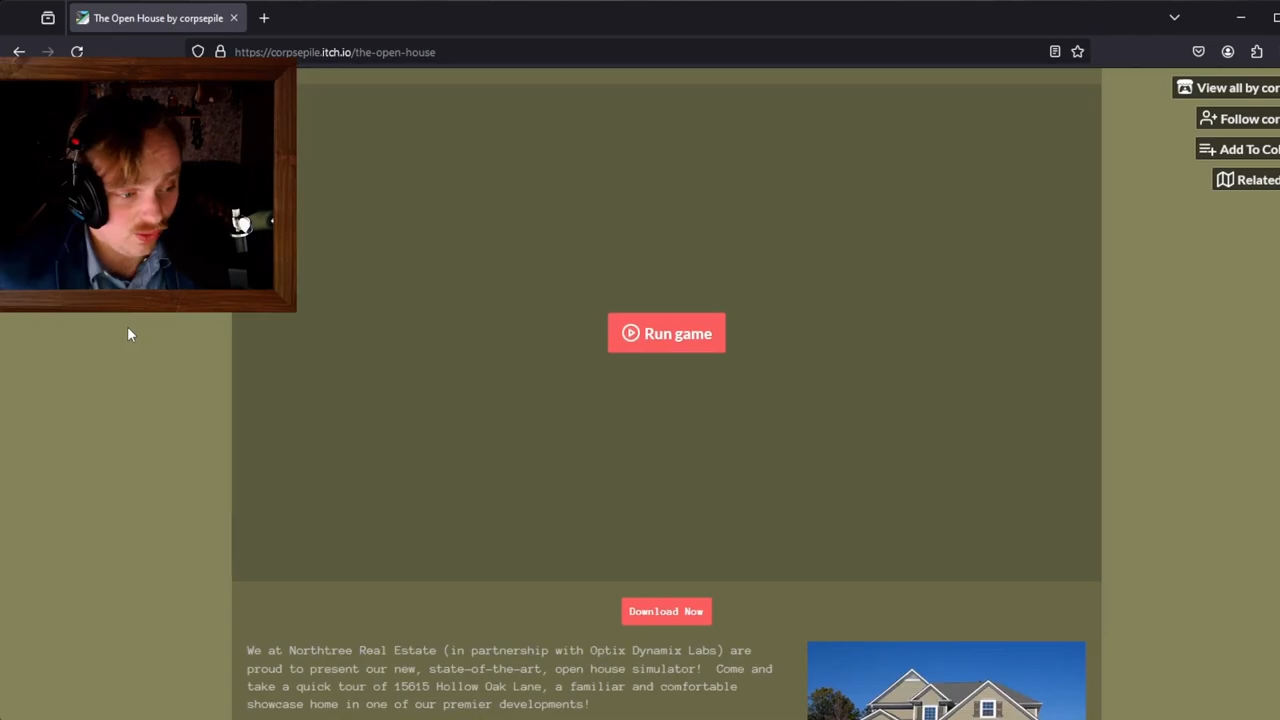 The Open House by corpsepile
https://corpsepile.itch.io/the-open-house
View all by cor
Follow cor
Add To Col
Related
Run game
Download Now
We at Northtree Real Estate (in partnership with Optix Dynamix Labs) are
proud to present our new, state-of-the-art, open house simulator! Come and
take a quick tour of 15615 Hollow Oak Lane, a familiar and comfortable
showcase home in one of our premier developments!